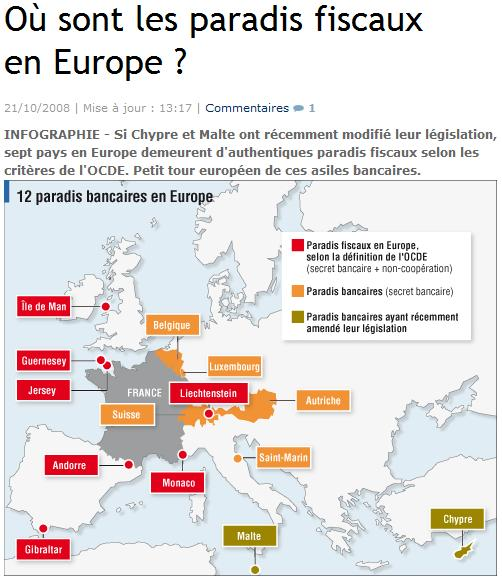 Où sont les paradis fiscaux
en Europe ?
21/10/2008 | Mise à jour : 13:17 | Commentaires 1
INFOGRAPHIE - Si Chypre et Malte ont récemment modifié leur législation,
sept pays en Europe demeurent d'authentiques paradis fiscaux selon les
critères de l'OCDE. Petit tour européen de ces asiles bancaires.
12 paradis bancaires en Europe
Paradis fiscaux en Europe,
selon la définition de l'OCDE
(secret bancaire + non-coopération)
Paradis bancaires (secret bancaire)
Paradis bancaires ayant récemment
amendé leur législation
Île de Man
Belgique
Guernesey
Luxembourg
Jersey
FRANCE
Liechtenstein
Suisse
Autriche
Andorre
Saint-Marin
Monaco
Chypre
Malte
Gibraltar